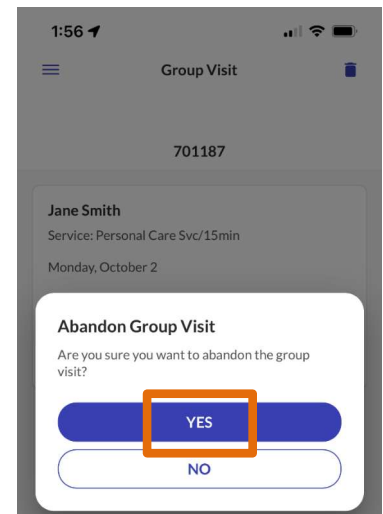 1:56
Group Visit
701187
Jane Smith
Service: Personal Care Svc/15min
Monday, October 2
Abandon Group Visit
Are you sure you want to abandon the group
visit?
YES
NO